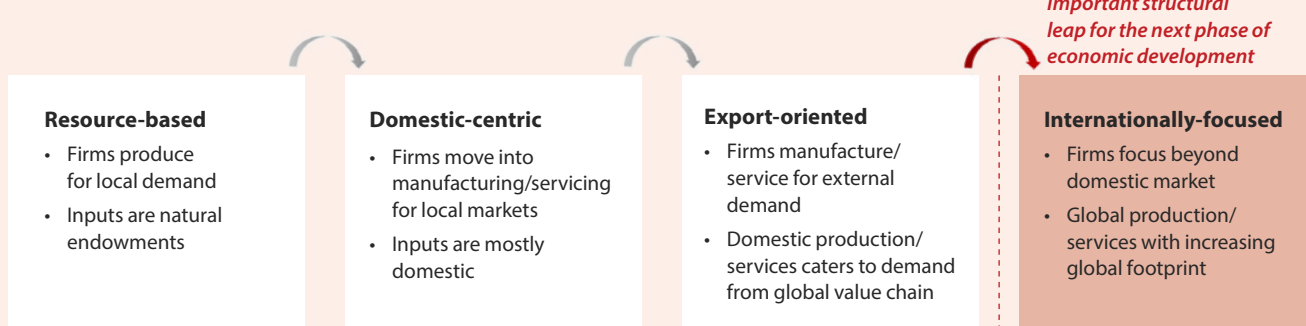 Important structural
leap for the next phase of
economic development
Resource-based
• Firms produce
for local demand
• Inputs are natural
endowments
Domestic-centric
• Firms move into
manufacturing/servicing
for local markets
• Inputs are mostly
domestic
Export-oriented
• Firms manufacture/
service for external
demand
• Domestic production/
services caters to demand
from global value chain
Internationally-focused
• Firms focus beyond
domestic market
• Global production/
services with increasing
global footprint